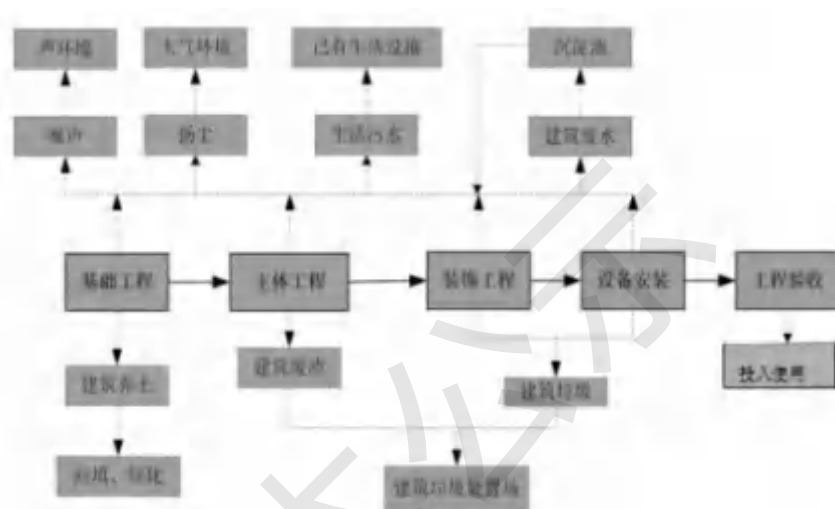 声环境
大气环境
已有生活设施
沉淀池
噪声
扬尘
生活污水
建筑废水
基础工程
主体工程
装饰工程
设备安装
工程验收
建筑弃土
建筑废渣
建筑垃圾
投入使用
回填、绿化
建筑垃圾处置场
公示